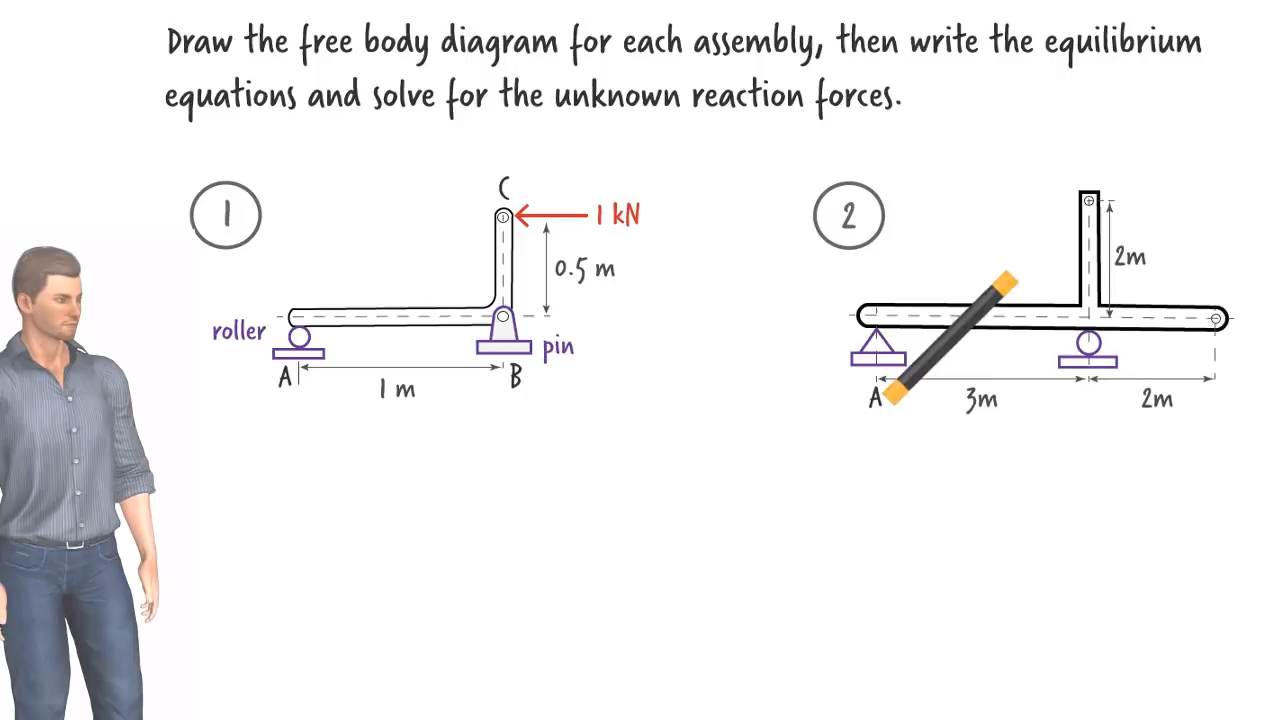 Draw the free body diagram for each assembly, then write the equilibrium
equations and solve for the unknown reaction forces.
1
C
1 kN
0.5 m
roller
pin
A
B
1 m
2
2m
A
3m
2m